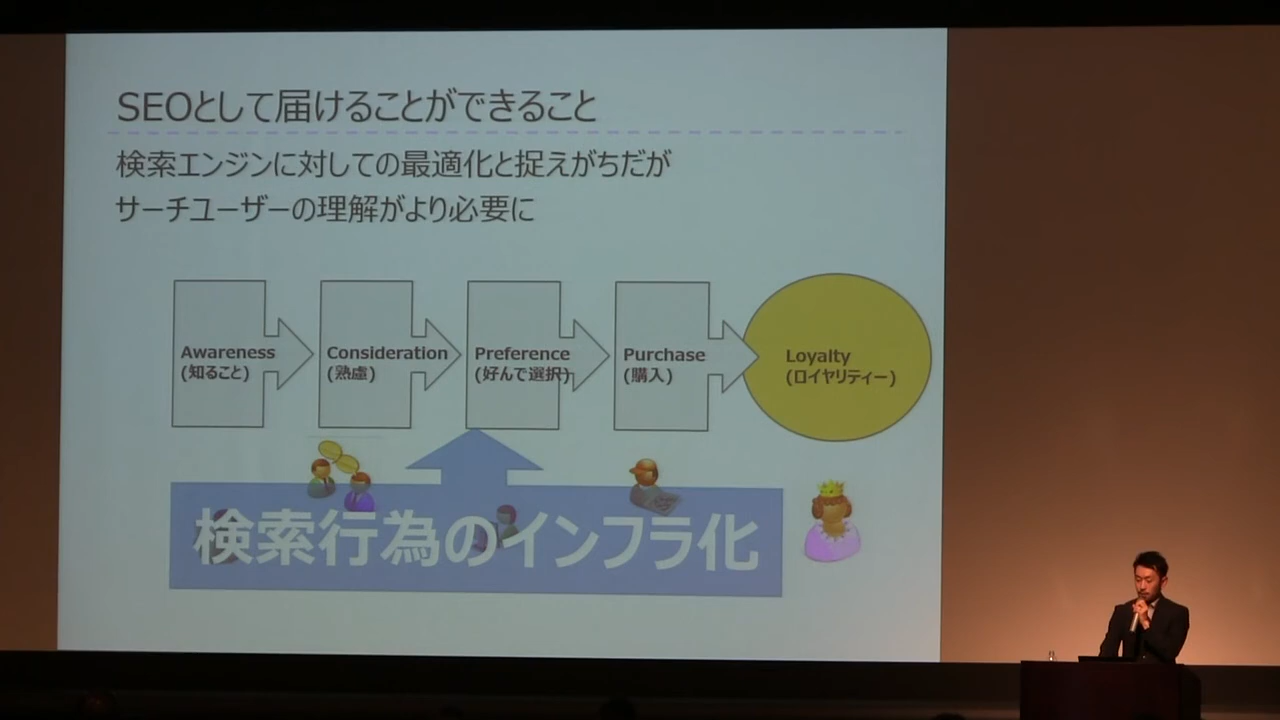 SEOとして届けることができること
検索エンジンに対しての最適化と捉えがちだが
サーチユーザーの理解がより必要に
Awareness
(知ること)
Consideration
(熟慮)
Preference
(好んで選択)
Purchase
(購入)
Loyalty
(ロイヤリティー)
検索行為のインフラ化